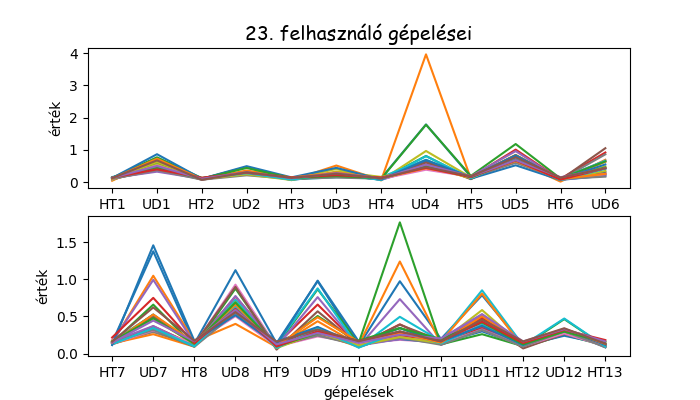 23. felhasználó gépelései
4
3
2
1
0
érték
HT1 UD1 HT2 UD2 HT3 UD3 HT4 UD4 HT5 UD5 HT6 UD6
1.5
1.0
0.5
0.0
érték
HT7 UD7 HT8 UD8 HT9 UD9 HT10 UD10 HT11 UD11 HT12 UD12 HT13
gépelések